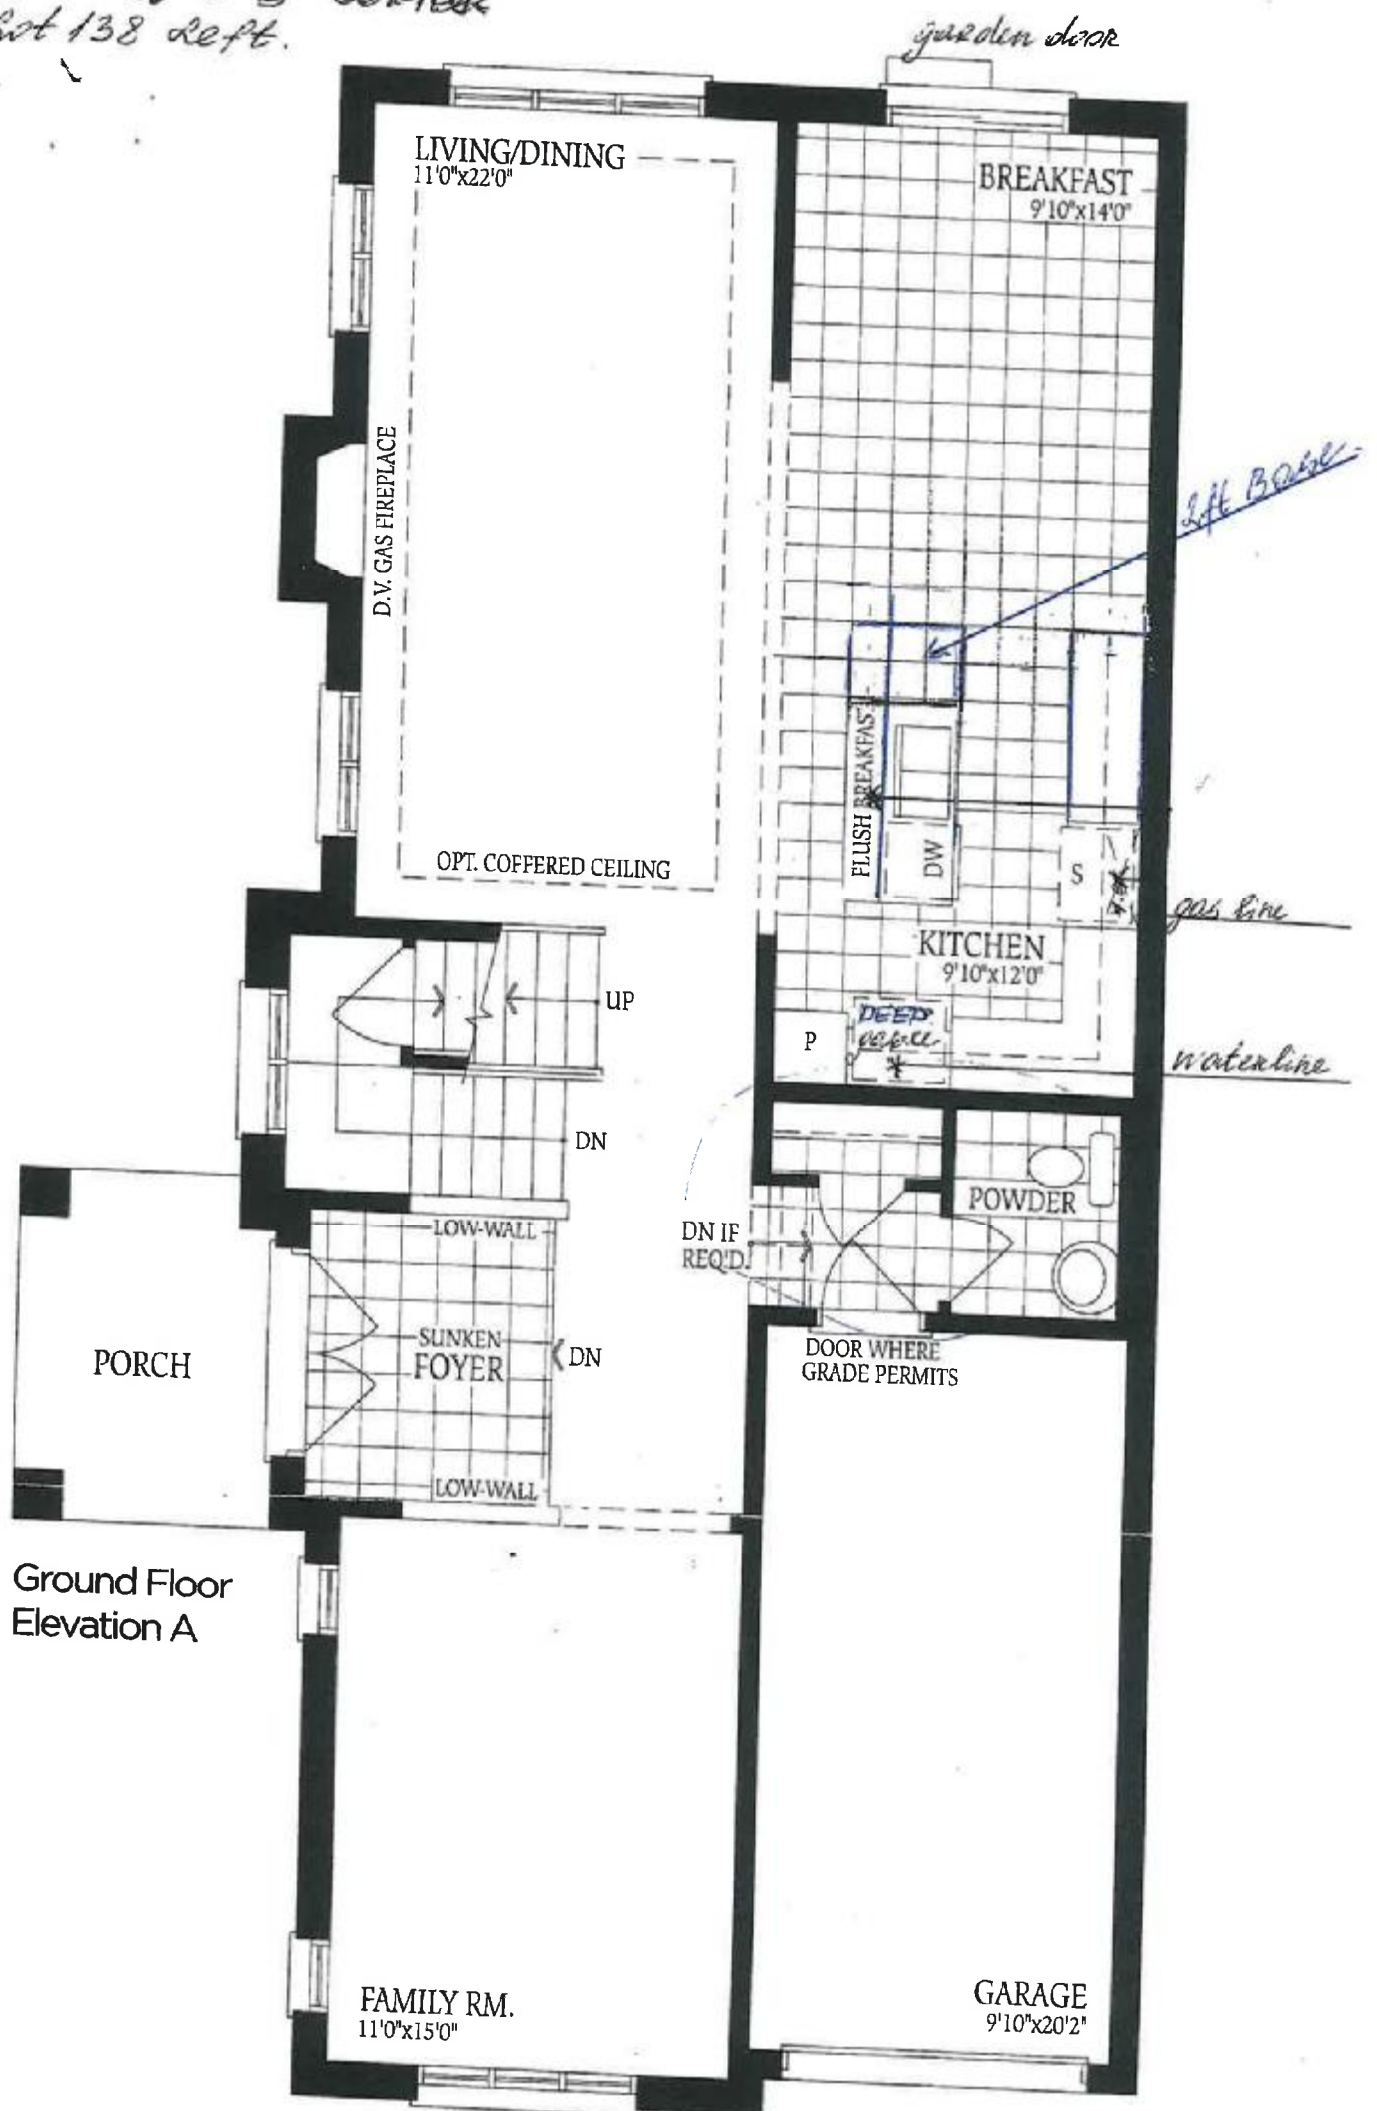 Lot 138 Left.
garden door
LIVING/DINING
11'0"x22'0"
BREAKFAST
9'10"x14'0"
D.V. GAS FIREPLACE
2ft
FLUSH BREAKFAST
DW
S
OPT. COFFERED CEILING
gas line
KITCHEN
9'10"x12'0"
UP
P
DEEP
waterline
DN
POWDER
LOW-WALL
DN IF
REQ'D.
SUNKEN
FOYER
DN
PORCH
DOOR WHERE
GRADE PERMITS
LOW-WALL
Ground Floor
Elevation A
FAMILY RM.
11'0"x15'0"
GARAGE
9'10"x20'2"